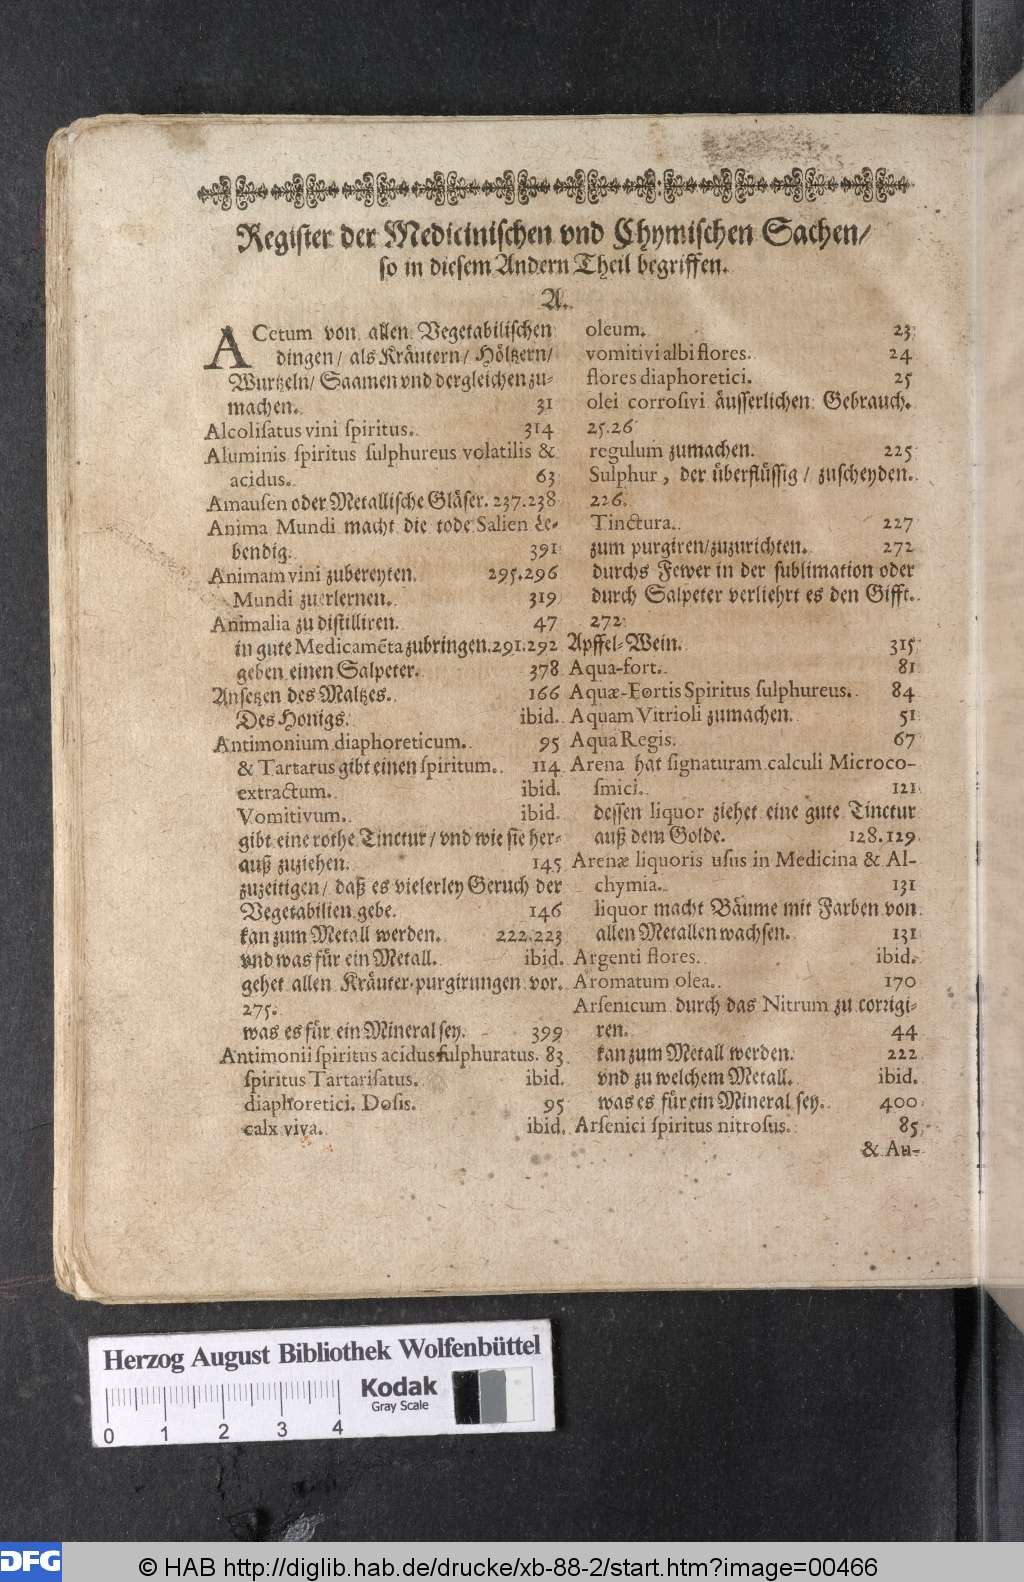 Register der Medicinischen vnd Chymischen Sachen/
so in diesem Andern Theil begriffen.
A.
ACetum von allen Vegetabilischen
dingen/ als Kräutern/ Höltzern/
Wurtzeln/ Saamen vnd dergleichen zu-
machen. 31
Alcolisatus vini spiritus. 314
Aluminis spiritus sulphureus volatilis &
acidus. 63
Amausen oder Metallische Gläser. 237.238
Anima Mundi macht die tode Salien le-
bendig. 391
Animam vini zubereyten. 295.296
Mundi zu erlernen. 319
Animalia zu distilliren. 47
in gute Medicamẽta zubringen. 291.292
geben einen Salpeter. 378
Ansetzen des Maltzes. 166
Des Honigs. ibid.
Antimonium diaphoreticum. 95
& Tartarus gibt einen spiritum. 114
extractum. ibid.
Vomitivum. ibid.
gibt eine rothe Tinctur/ vnd wie sie her-
auß zuziehen. 145
zuzeitigen/ daß es vielerley Geruch der
Vegetabilien gebe. 146
kan zum Metall werden. 222.223
vnd was für ein Metall. ibid.
gehet allen Kräuter-purgirungen vor.
275.
was es für ein Mineral sey. 399
Antimonii spiritus acidus sulphuratus. 83
spiritus Tartarisatus. ibid.
diaphoretici. Dosis. 95
calx viva. ibid.
oleum. 23
vomitivi albi flores. 24
flores diaphoretici. 25
olei corrosivi äusserlichen Gebrauch.
25.26
regulum zumachen. 225
Sulphur, der überflüssig/ zuscheyden.
226.
Tinctura. 227
zum purgiren/zuzurichten. 272
durchs Fewer in der sublimation oder
durch Salpeter verliehrt es den Gifft.
272
Apffel-Wein. 315
Aqua-fort. 81
Aquæ-Fortis Spiritus sulphureus. 84
Aquam Vitrioli zumachen. 51
Aqua Regis. 67
Arena hat signaturam calculi Microco-
smici. 121
dessen liquor ziehet eine gute Tinctur
auß dem Golde. 128.129
Arenæ liquoris usus in Medicina & Al-
chymia. 131
liquor macht Bäume mit Farben von
allen Metallen wachsen. 131
Argenti flores. ibid.
Aromatum olea. 170
Arsenicum durch das Nitrum zu corrigi-
ren. 44
kan zum Metall werden. 222
vnd zu welchem Metall. ibid.
was es für ein Mineral sey. 400
Arsenici spiritus nitrosus. 85
& Au-
Herzog August Bibliothek Wolfenbüttel
Kodak
Gray Scale
0 1 2 3 4
DFG © HAB http://diglib.hab.de/drucke/xb-88-2/start.htm?image=00466